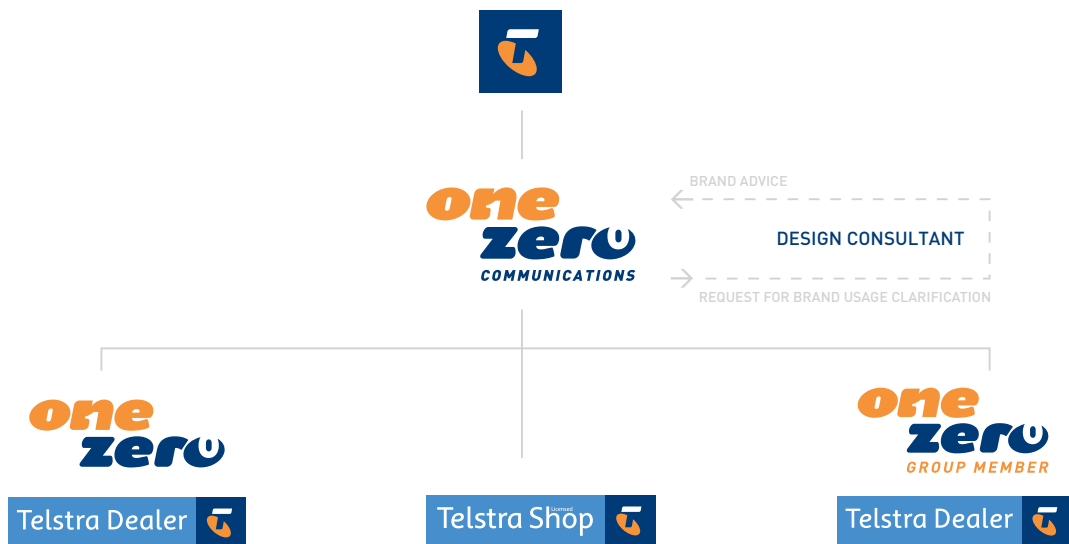 one
zero
COMMUNICATIONS
BRAND ADVICE
DESIGN CONSULTANT
REQUEST FOR BRAND USAGE CLARIFICATION
one
zero
Telstra Dealer
Licensed
Telstra Shop
one
zero
GROUP MEMBER
Telstra Dealer